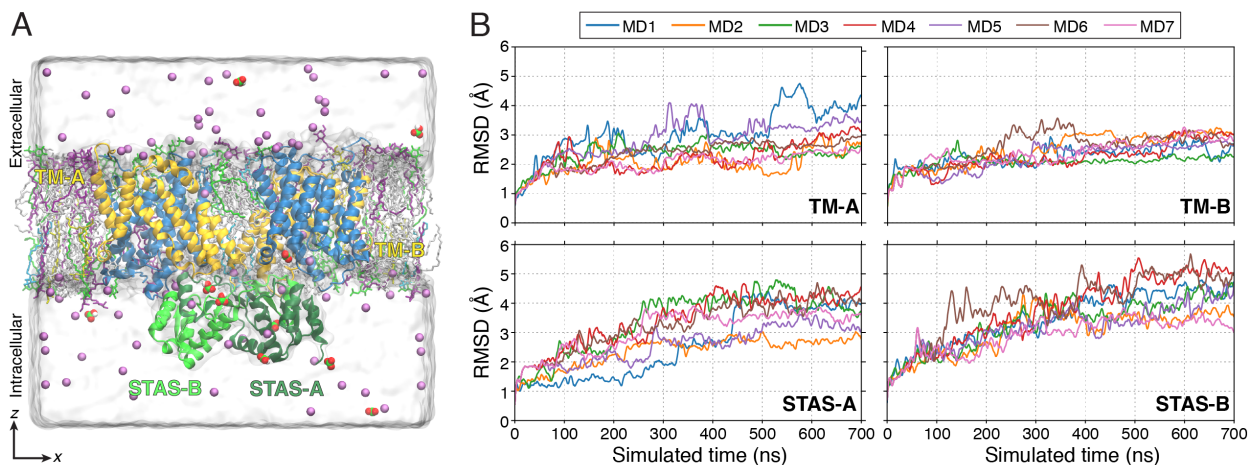 A
B
MD1 MD2 MD3 MD4 MD5 MD6 MD7
Extracellular
Intracellular
TM-A
TM-B
STAS-B
STAS-A
z
x
RMSD (Å)
6
5
4
3
2
1
0
TM-A
TM-B
RMSD (Å)
6
5
4
3
2
1
0
STAS-A
STAS-B
0 100 200 300 400 500 600 700
0 100 200 300 400 500 600 700
Simulated time (ns)
Simulated time (ns)